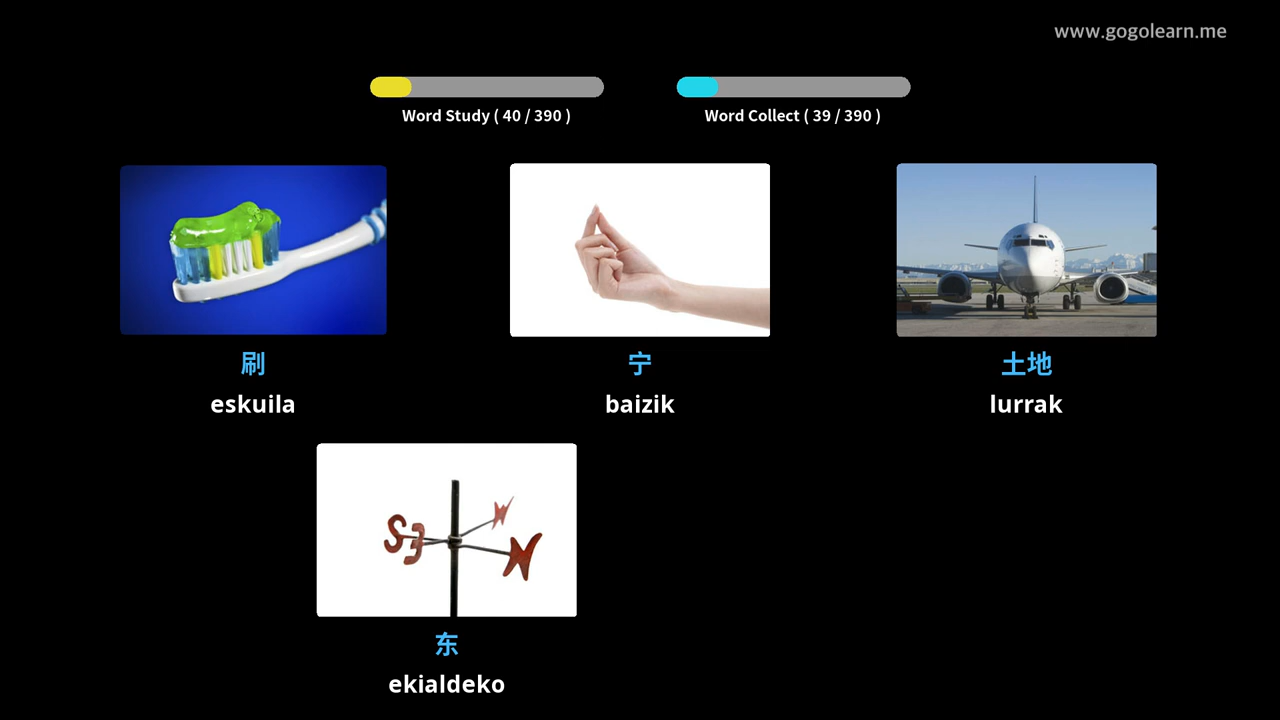 www.gogolearn.me
Word Study ( 40 / 390 )
Word Collect ( 39 / 390 )
刷
eskuila
宁
baizik
土地
lurrak
S
E
N
东
ekialdeko